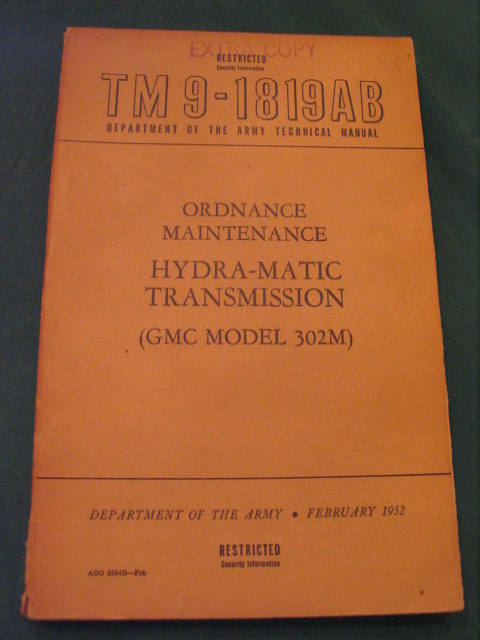 EXTRA COPY
RESTRICTED
Security Information
TM 9-1819AB
DEPARTMENT OF THE ARMY TECHNICAL MANUAL
ORDNANCE
MAINTENANCE
HYDRA-MATIC
TRANSMISSION
(GMC MODEL 302M)
DEPARTMENT OF THE ARMY • FEBRUARY 1952
RESTRICTED
Security Information